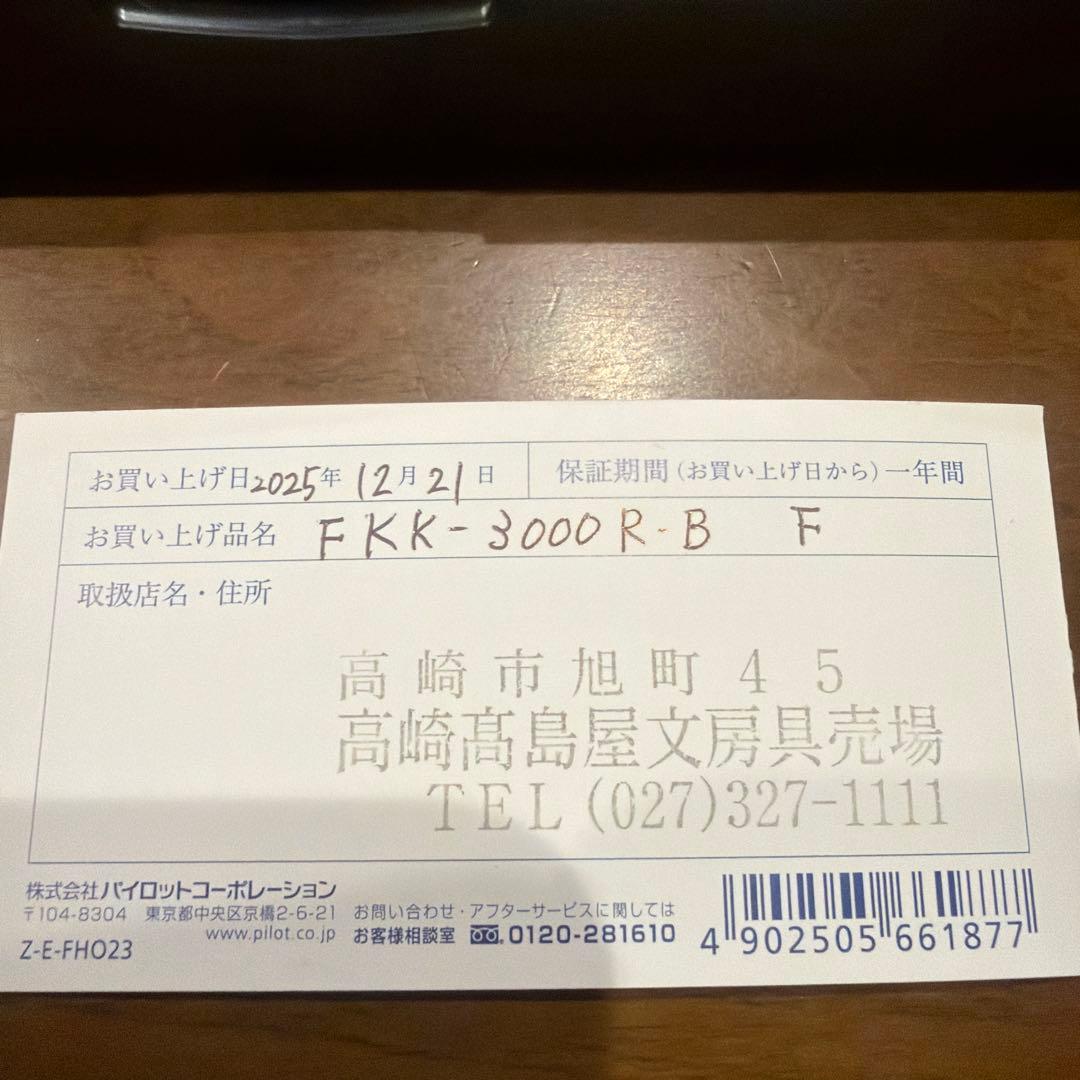 お買い上げ日2025年 12月 21日
保証期間(お買い上げ日から)一年間
お買い上げ品名 FKK-3000R-B F
取扱店名・住所
高崎市旭町45
高崎髙島屋文房具売場
TEL(027)327-1111
株式会社パイロットコーポレーション
〒104-8304 東京都中央区京橋2-6-21
www.pilot.co.jp
お問い合わせ・アフターサービスに関しては
お客様相談室 0120-281610
Z-E-FHO23
4 902505 661877